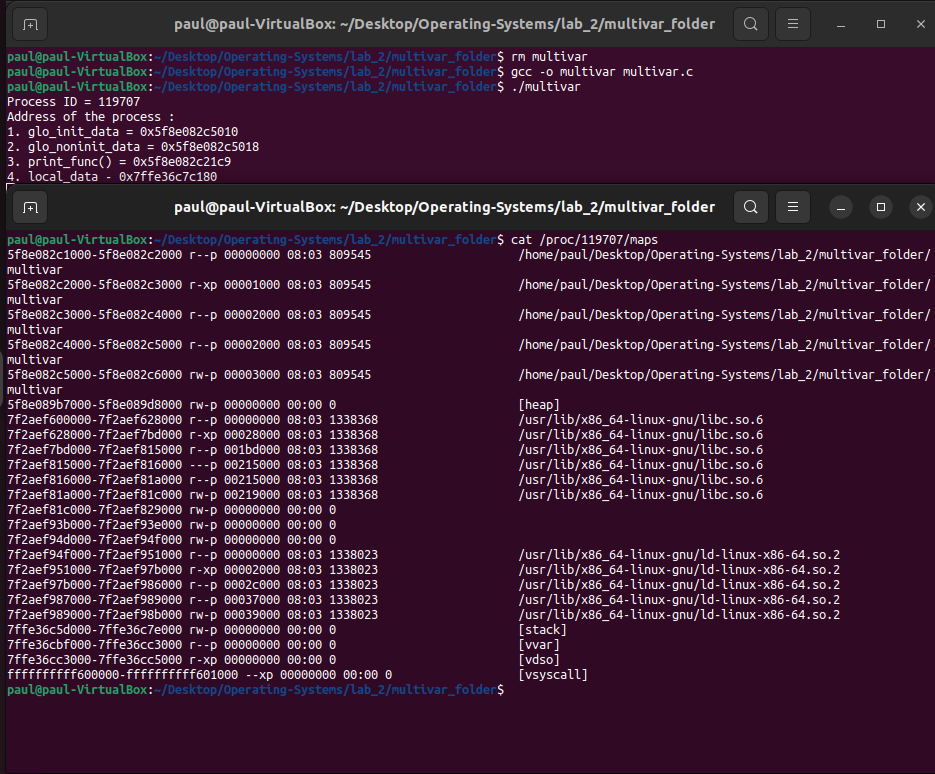 paul@paul-VirtualBox: ~/Desktop/Operating-Systems/lab_2/multivar_folder
paul@paul-VirtualBox:~/Desktop/Operating-Systems/lab_2/multivar_folder$ rm multivar
paul@paul-VirtualBox:~/Desktop/Operating-Systems/lab_2/multivar_folder$ gcc -o multivar multivar.c
paul@paul-VirtualBox:~/Desktop/Operating-Systems/lab_2/multivar_folder$ ./multivar
Process ID = 119707
Address of the process :
1. glo_init_data = 0x5f8e082c5010
2. glo_noninit_data = 0x5f8e082c5018
3. print_func() = 0x5f8e082c21c9
4. local_data - 0x7ffe36c7c180
paul@paul-VirtualBox: ~/Desktop/Operating-Systems/lab_2/multivar_folder
paul@paul-VirtualBox:~/Desktop/Operating-Systems/lab_2/multivar_folder$ cat /proc/119707/maps
5f8e082c1000-5f8e082c2000 r--p 00000000 08:03 809545 /home/paul/Desktop/Operating-Systems/lab_2/multivar_folder/
multivar
5f8e082c2000-5f8e082c3000 r-xp 00001000 08:03 809545 /home/paul/Desktop/Operating-Systems/lab_2/multivar_folder/
multivar
5f8e082c3000-5f8e082c4000 r--p 00002000 08:03 809545 /home/paul/Desktop/Operating-Systems/lab_2/multivar_folder/
multivar
5f8e082c4000-5f8e082c5000 r--p 00002000 08:03 809545 /home/paul/Desktop/Operating-Systems/lab_2/multivar_folder/
multivar
5f8e082c5000-5f8e082c6000 rw-p 00003000 08:03 809545 /home/paul/Desktop/Operating-Systems/lab_2/multivar_folder/
multivar
5f8e089b7000-5f8e089d8000 rw-p 00000000 00:00 0 [heap]
7f2aef600000-7f2aef628000 r--p 00000000 08:03 1338368 /usr/lib/x86_64-linux-gnu/libc.so.6
7f2aef628000-7f2aef7bd000 r-xp 00028000 08:03 1338368 /usr/lib/x86_64-linux-gnu/libc.so.6
7f2aef7bd000-7f2aef815000 r--p 001bd000 08:03 1338368 /usr/lib/x86_64-linux-gnu/libc.so.6
7f2aef815000-7f2aef816000 ---p 00215000 08:03 1338368 /usr/lib/x86_64-linux-gnu/libc.so.6
7f2aef816000-7f2aef81a000 r--p 00215000 08:03 1338368 /usr/lib/x86_64-linux-gnu/libc.so.6
7f2aef81a000-7f2aef81c000 rw-p 00219000 08:03 1338368 /usr/lib/x86_64-linux-gnu/libc.so.6
7f2aef81c000-7f2aef829000 rw-p 00000000 00:00 0
7f2aef93b000-7f2aef93e000 rw-p 00000000 00:00 0
7f2aef94d000-7f2aef94f000 rw-p 00000000 00:00 0
7f2aef94f000-7f2aef951000 r--p 00000000 08:03 1338023 /usr/lib/x86_64-linux-gnu/ld-linux-x86-64.so.2
7f2aef951000-7f2aef97b000 r-xp 00002000 08:03 1338023 /usr/lib/x86_64-linux-gnu/ld-linux-x86-64.so.2
7f2aef97b000-7f2aef986000 r--p 0002c000 08:03 1338023 /usr/lib/x86_64-linux-gnu/ld-linux-x86-64.so.2
7f2aef987000-7f2aef989000 r--p 00037000 08:03 1338023 /usr/lib/x86_64-linux-gnu/ld-linux-x86-64.so.2
7f2aef989000-7f2aef98b000 rw-p 00039000 08:03 1338023 /usr/lib/x86_64-linux-gnu/ld-linux-x86-64.so.2
7ffe36c5d000-7ffe36c7e000 rw-p 00000000 00:00 0 [stack]
7ffe36cbf000-7ffe36cc3000 r--p 00000000 00:00 0 [vvar]
7ffe36cc3000-7ffe36cc5000 r-xp 00000000 00:00 0 [vdso]
ffffffffff600000-ffffffffff601000 --xp 00000000 00:00 0 [vsyscall]
paul@paul-VirtualBox:~/Desktop/Operating-Systems/lab_2/multivar_folder$